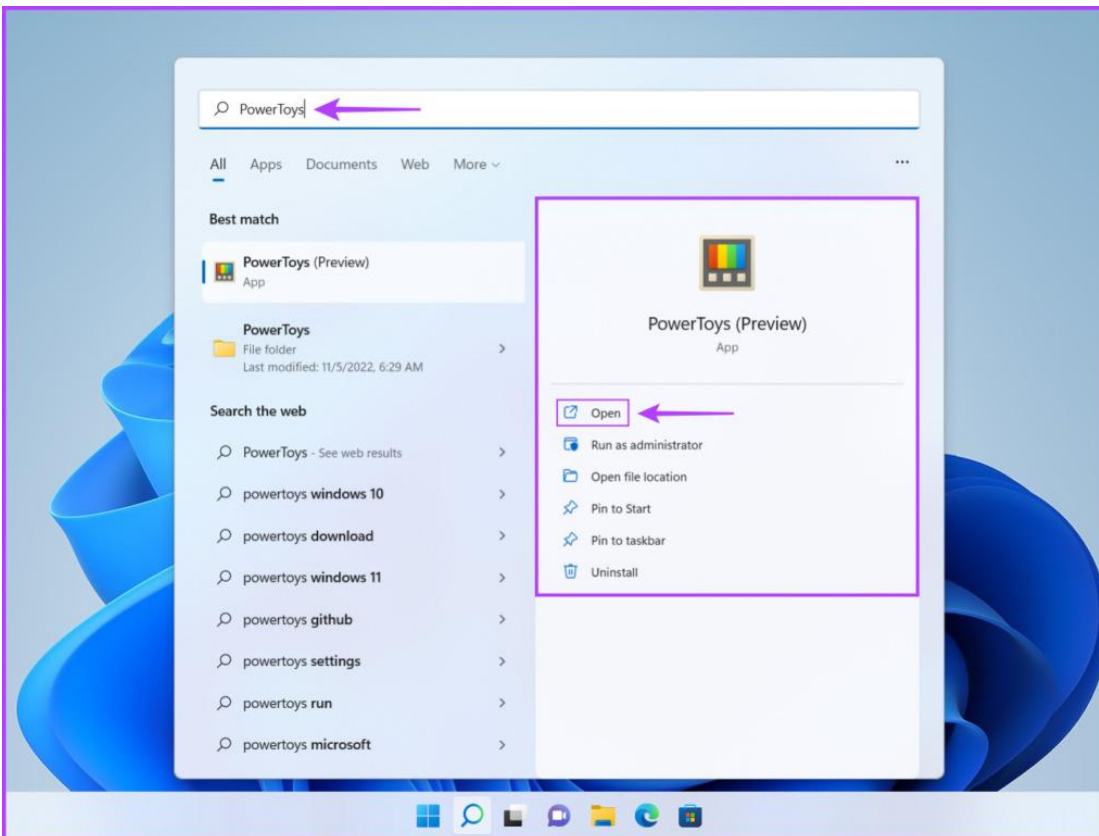 PowerToys
All Apps Documents Web More
Best match
PowerToys (Preview)
App
PowerToys
File folder
Last modified: 11/5/2022, 6:29 AM
Search the web
PowerToys - See web results
powertoys windows 10
powertoys download
powertoys windows 11
powertoys github
powertoys settings
powertoys run
powertoys microsoft
PowerToys (Preview)
App
Open
Run as administrator
Open file location
Pin to Start
Pin to taskbar
Uninstall